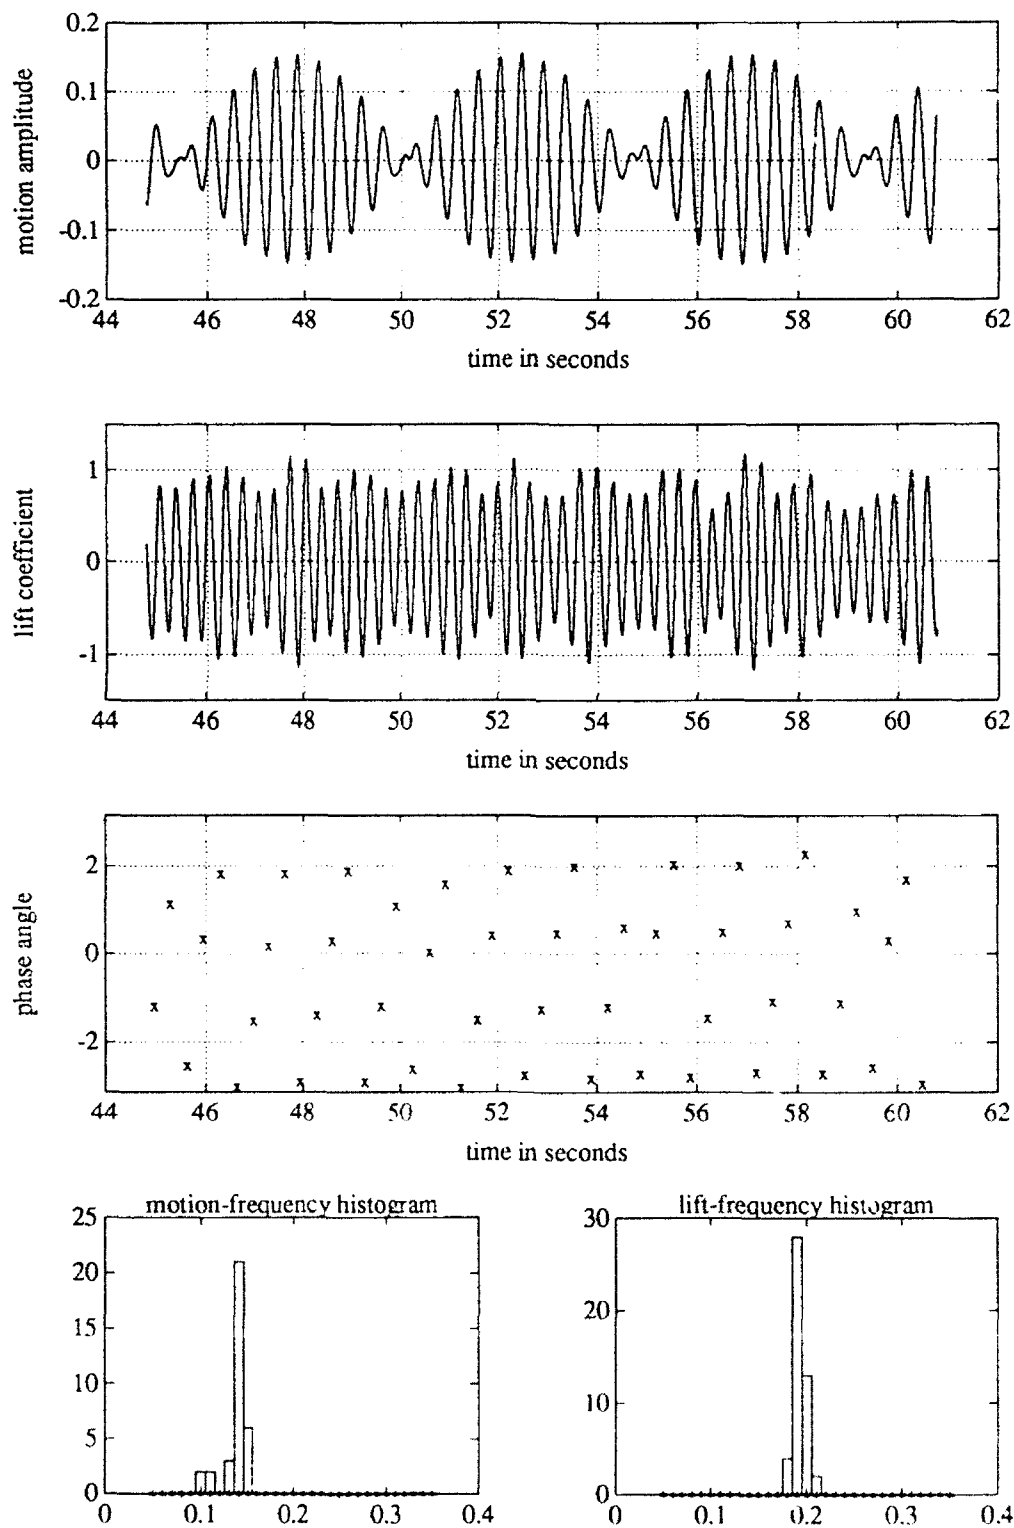 0.2
0.1
0
-0.1
-0.2
motion amplitude
44 46 48 50 52 54 56 58 60 62
time in seconds
1
0
-1
lift coefficient
44 46 48 50 52 54 56 58 60 62
time in seconds
2
0
-2
phase angle
44 46 48 50 52 54 56 58 60 62
time in seconds
motion-frequency histogram
25
20
15
10
5
0
0 0.1 0.2 0.3 0.4
lift-frequency histogram
30
20
10
0
0 0.1 0.2 0.3 0.4